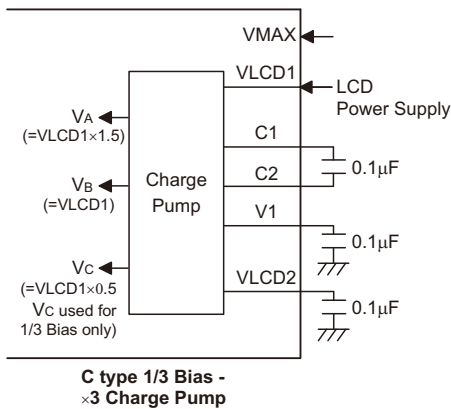 VMAX
VLCD1
LCD
Power Supply
VA
(=VLCD1×1.5)
C1
0.1µF
C2
VB
(=VLCD1)
Charge
Pump
V1
0.1µF
VC
(=VLCD1×0.5
VC used for
1/3 Bias only)
VLCD2
0.1µF
C type 1/3 Bias -
×3 Charge Pump